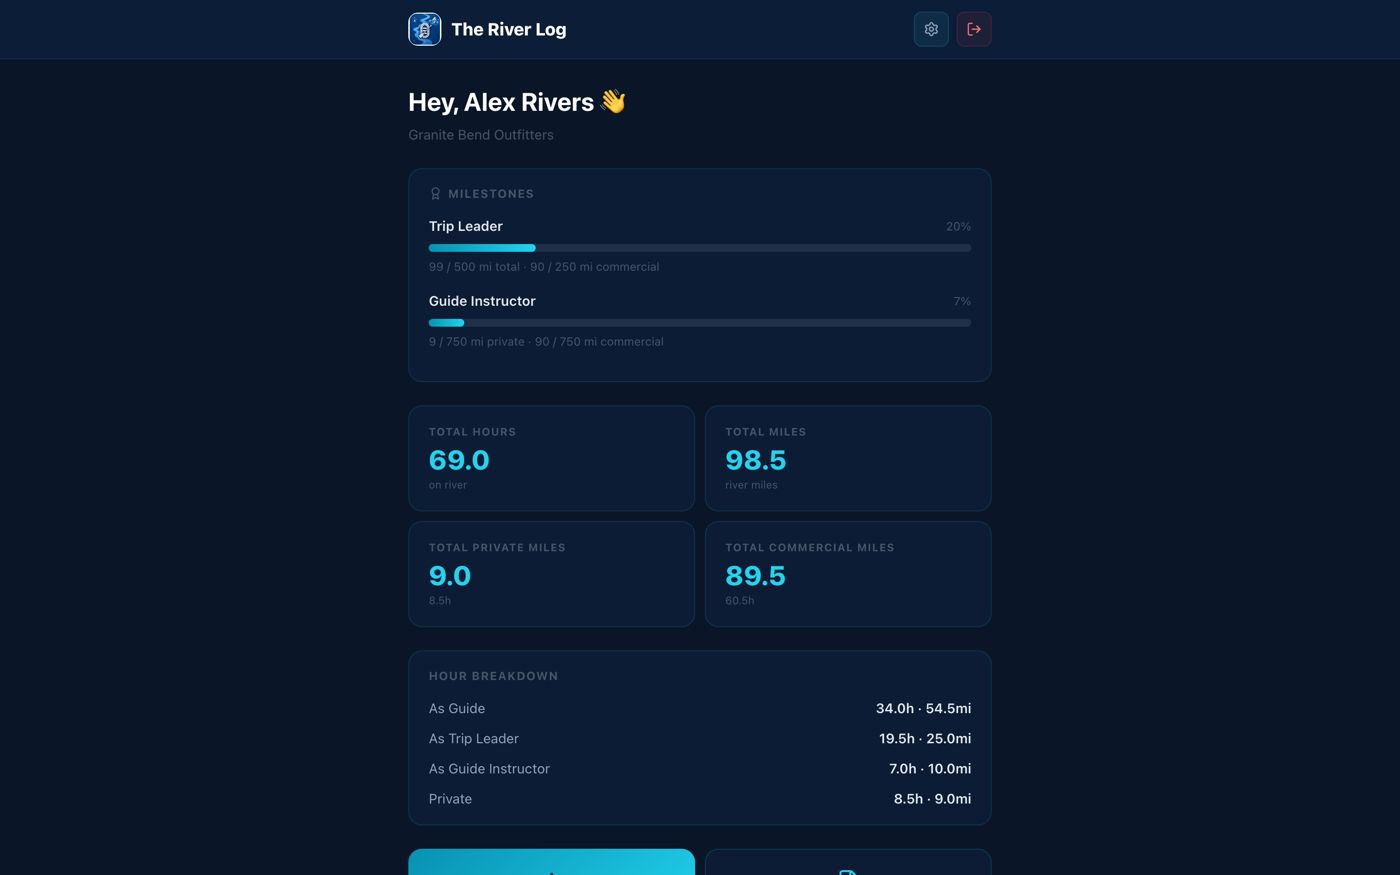 The River Log
Hey, Alex Rivers 👋
Granite Bend Outfitters
MILESTONES
Trip Leader 20%
99 / 500 mi total · 90 / 250 mi commercial
Guide Instructor 7%
9 / 750 mi private · 90 / 750 mi commercial
TOTAL HOURS
69.0
on river
TOTAL MILES
98.5
river miles
TOTAL PRIVATE MILES
9.0
8.5h
TOTAL COMMERCIAL MILES
89.5
60.5h
HOUR BREAKDOWN
As Guide 34.0h · 54.5mi
As Trip Leader 19.5h · 25.0mi
As Guide Instructor 7.0h · 10.0mi
Private 8.5h · 9.0mi